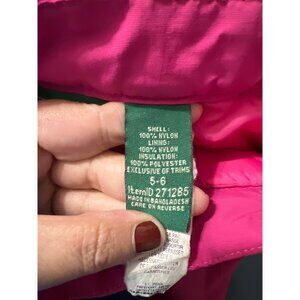 SHELL:
100% NYLON
LINING:
100% NYLON
INSULATION:
100% POLYESTER
EXCLUSIVE OF TRIMS
5-6
ItemID 271285
MADE IN BANGLADESH
CARE ON REVERSE